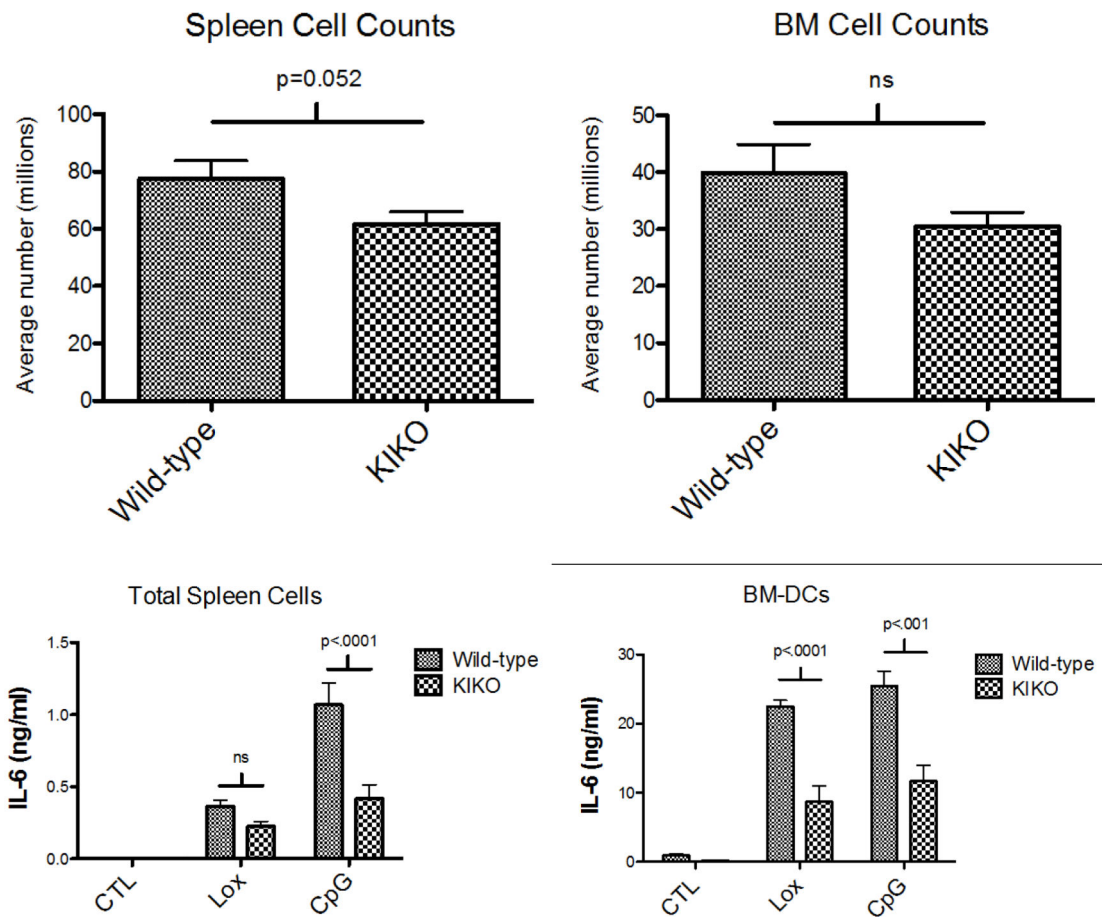 Spleen Cell Counts
p=0.052
Average number (millions)
100
80
60
40
20
0
Wild-type
KIKO
BM Cell Counts
ns
Average number (millions)
50
40
30
20
10
0
Wild-type
KIKO
Total Spleen Cells
p<.0001
ns
IL-6 (ng/ml)
1.5
1.0
0.5
0.0
CTL
Lox
CpG
Wild-type
KIKO
BM-DCs
p<.0001
p<.001
IL-6 (ng/ml)
30
20
10
0
CTL
Lox
CpG
Wild-type
KIKO